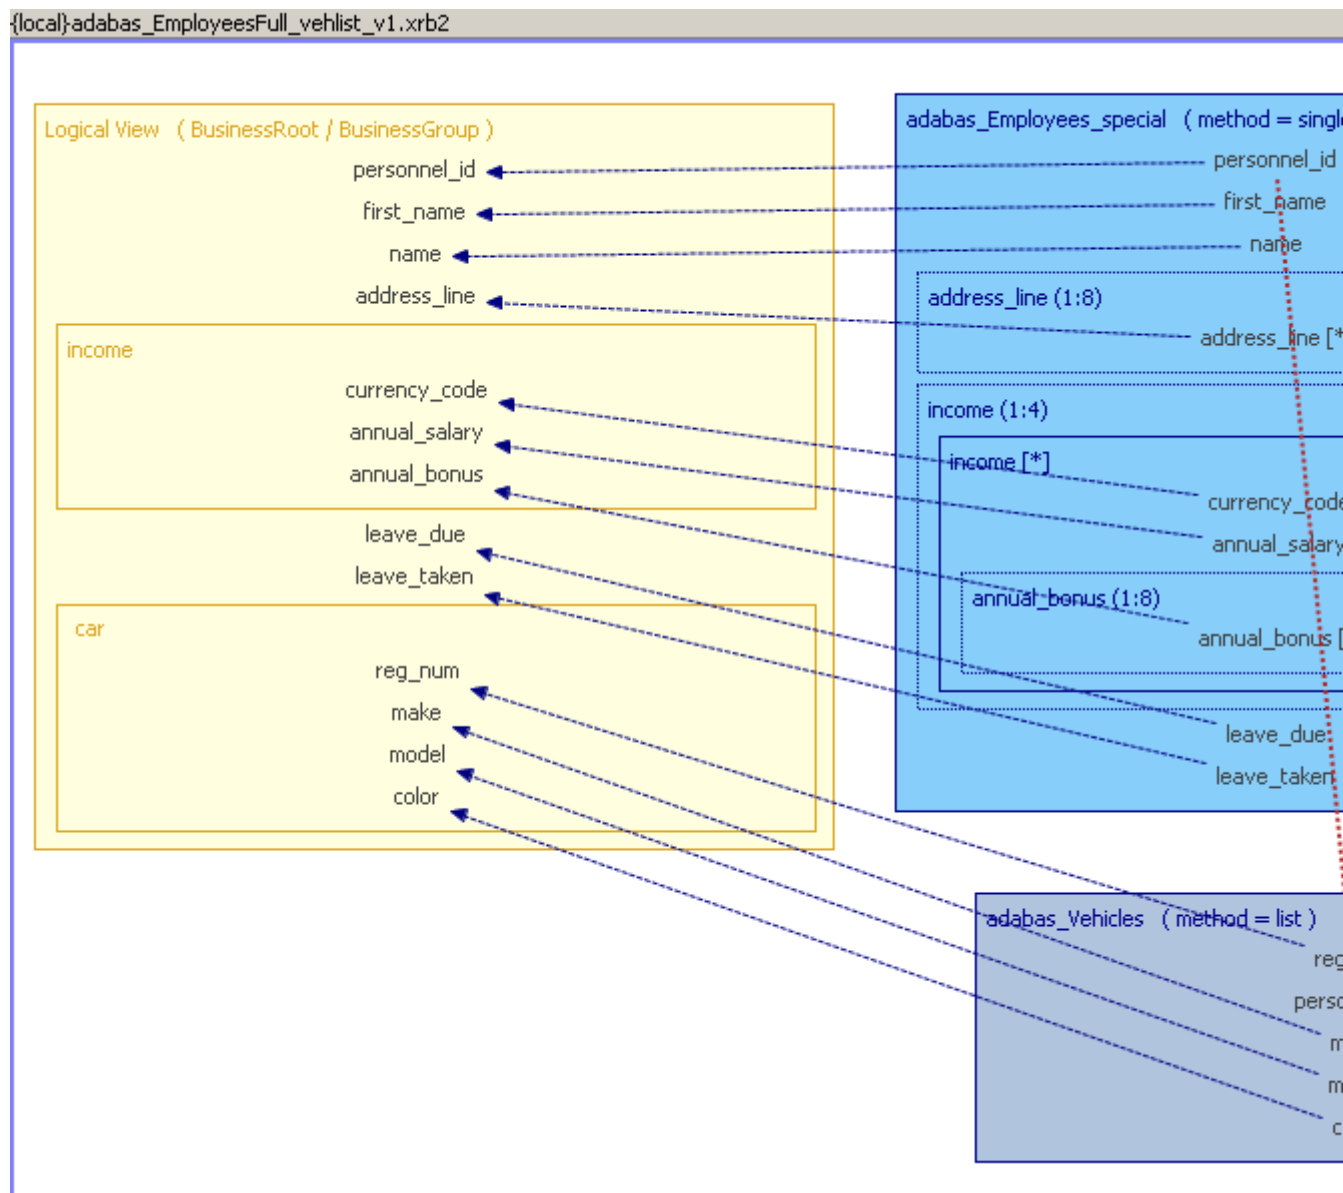 {local}adabas_EmployeesFull_vehlist_v1.xrb2
Logical View ( BusinessRoot / BusinessGroup )
personnel_id
first_name
name
address_line
income
currency_code
annual_salary
annual_bonus
leave_due
leave_taken
car
reg_num
make
model
color
adabas_Employees_special ( method = singl
personnel_id
first_name
name
address_line (1:8)
address_line [*
income (1:4)
income [*]
currency_code
annual_salary
annual_bonus (1:8)
annual_bonus [
leave_due
leave_taken
adabas_Vehicles ( method = list )
reg
perso
m
m
c